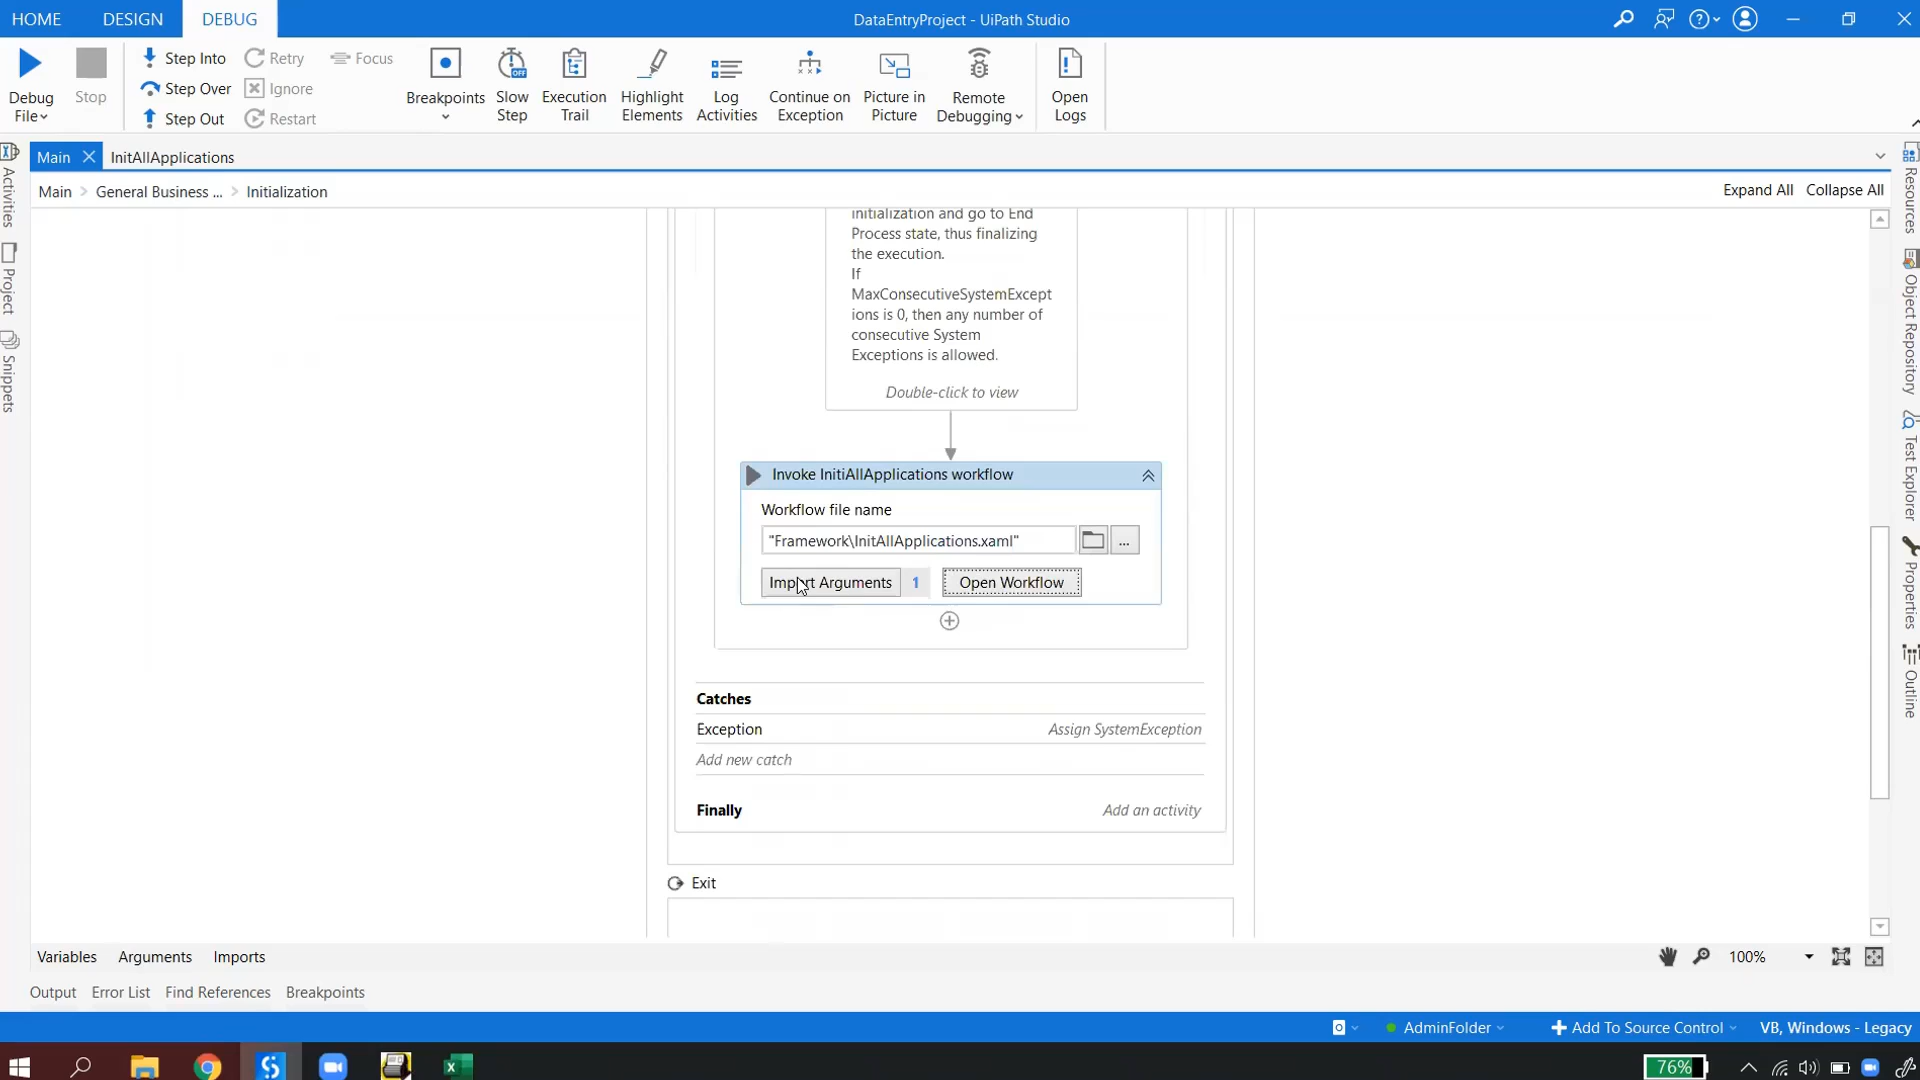 HOME DESIGN DEBUG DataEntryProject - UiPath Studio
Step Into Retry Focus
Step Over Ignore
Step Out Restart
Debug File
Stop
Breakpoints
Slow Step
Execution Trail
Highlight Elements
Log Activities
Continue on Exception
Picture in Picture
Remote Debugging
Open Logs
OFF
Main InitAllApplications
Main > General Business ... > Initialization
Expand All Collapse All
Activities
Project
Snippets
Resources
Object Repository
Test Explorer
Properties
Outline
initialization and go to End
Process state, thus finalizing
the execution.
If
MaxConsecutiveSystemExcept
ions is 0, then any number of
consecutive System
Exceptions is allowed.
Double-click to view
Invoke InitiAllApplications workflow
Workflow file name
"Framework\InitAllApplications.xaml" ...
Import Arguments 1 Open Workflow
Catches
Exception Assign SystemException
Add new catch
Finally Add an activity
Exit
Variables Arguments Imports 100%
Output Error List Find References Breakpoints
AdminFolder Add To Source Control VB, Windows - Legacy
76%